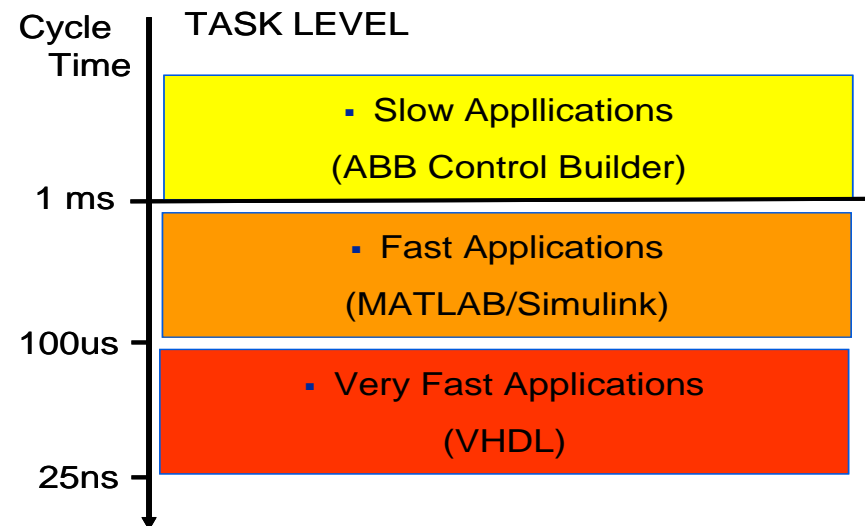 Cycle Time
TASK LEVEL
▪ Slow Appllications
(ABB Control Builder)
1 ms
▪ Fast Applications
(MATLAB/Simulink)
100us
▪ Very Fast Applications
(VHDL)
25ns